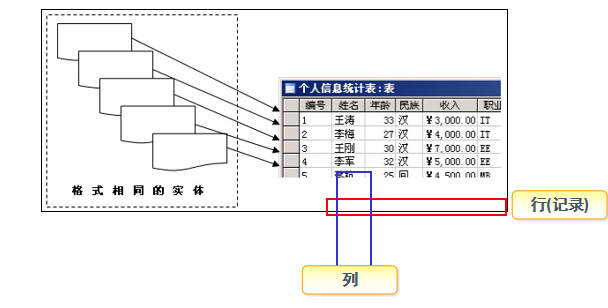 个人信息统计表:表
编号 姓名 年龄 民族 收入 职业
1 王涛 33 汉 ￥3,000.00 IT
2 李梅 27 汉 ￥4,000.00 IT
3 王刚 30 汉 ￥7,000.00 EE
4 李军 32 汉 ￥5,000.00 EE
5 25 回 ￥4,500.00 MB
格式相同的实体
行(记录)
列